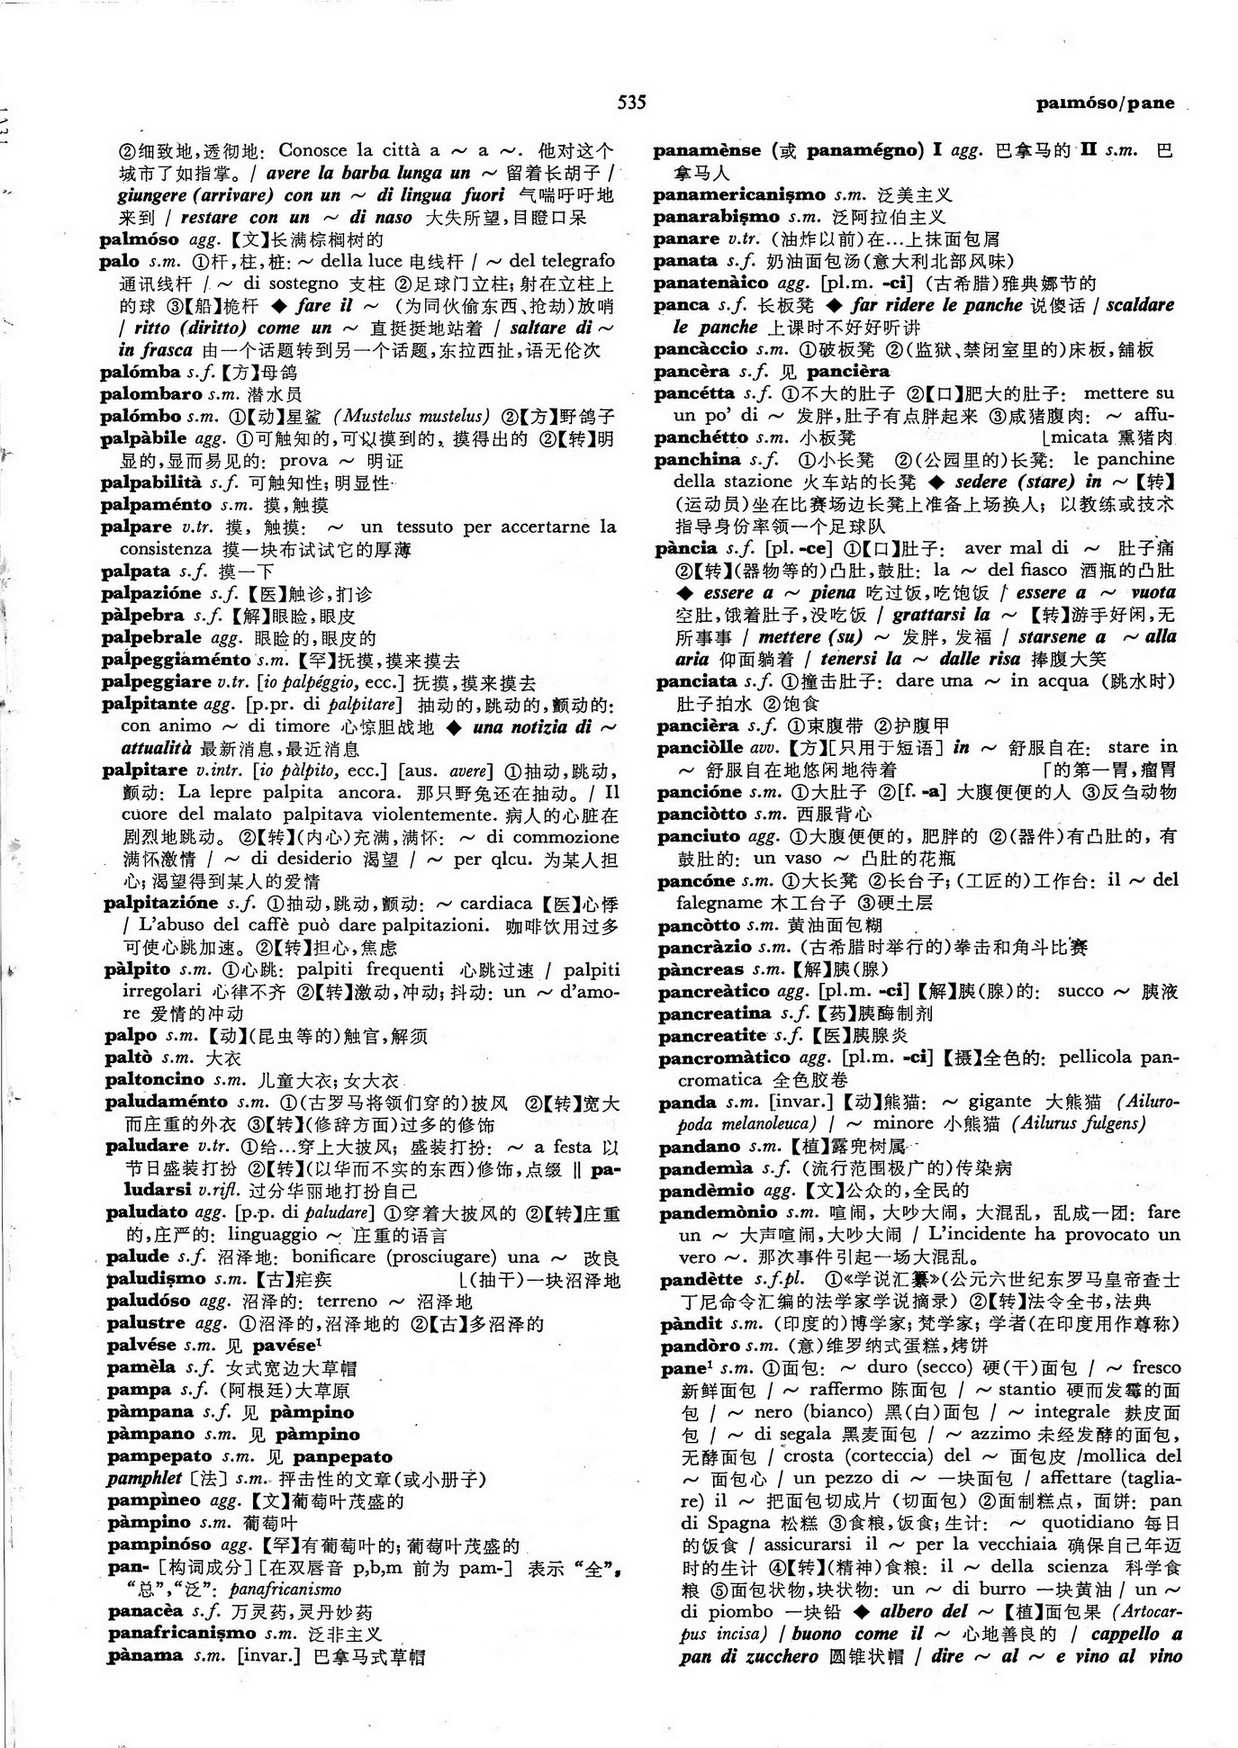 535
palmóso/pane
②细致地,透彻地: Conosce la città a ～ a ～. 他对这个
城市了如指掌。/ avere la barba lunga un ～ 留着长胡子 /
giungere (arrivare) con un ～ di lingua fuori 气喘吁吁地
来到 / restare con un ～ di naso 大失所望,目瞪口呆
palmóso agg. 【文】长满棕榈树的
palo s.m. ①杆,柱,桩: ～ della luce 电线杆 / ～ del telegrafo
通讯线杆 / ～ di sostegno 支柱 ②足球门立柱; 射在立柱上
的球 ③【船】桅杆 ◆ fare il ～ (为同伙偷东西、抢劫)放哨
/ ritto (diritto) come un ～ 直挺挺地站着 / saltare di ～
in frasca 由一个话题转到另一个话题,东拉西扯,语无伦次
palómba s.f.【方】母鸽
palombaro s.m. 潜水员
palómbo s.m. ①【动】星鲨 (Mustelus mustelus) ②【方】野鸽子
palpàbile agg. ①可触知的,可以摸到的、摸得出的 ②【转】明
显的,显而易见的: prova ～ 明证
palpabilità s.f. 可触知性; 明显性
palpaménto s.m. 摸,触摸
palpare v.tr. 摸, 触摸: ～ un tessuto per accertarne la
consistenza 摸一块布试试它的厚薄
palpata s.f. 摸一下
palpazióne s.f. 【医】触诊,扪诊
pàlpebra s.f. 【解】眼睑,眼皮
palpebrale agg. 眼睑的,眼皮的
palpeggiaménto s.m. 【罕】抚摸,摸来摸去
palpeggiare v.tr. [io palpéggio, ecc.] 抚摸,摸来摸去
palpitante agg. [p.pr. di palpitare] 抽动的,跳动的,颤动的:
con animo ～ di timore 心惊胆战地 ◆ una notizia di ～
attualità 最新消息,最近消息
palpitare v.intr. [io pàlpito, ecc.] [aus. avere] ①抽动,跳动,
颤动: La lepre palpita ancora. 那只野兔还在抽动。/ Il
cuore del malato palpitava violentemente. 病人的心脏在
剧烈地跳动。 ②【转】(内心)充满,满怀: ～ di commozione
满怀激情 / ～ di desiderio 渴望 / ～ per qlcu. 为某人担
心; 渴望得到某人的爱情
palpitazióne s.f. ①抽动,跳动,颤动: ～ cardiaca【医】心悸
/ L'abuso del caffè può dare palpitazioni. 咖啡饮用过多
可使心跳加速。②【转】担心,焦虑
pàlpito s.m. ①心跳: palpiti frequenti 心跳过速 / palpiti
irregolari 心律不齐 ②【转】激动,冲动; 抖动: un ～ d'amo-
re 爱情的冲动
palpo s.m. 【动】(昆虫等的)触官,解须
paltò s.m. 大衣
paltoncino s.m. 儿童大衣; 女大衣
paludaménto s.m. ①(古罗马将领们穿的)披风 ②【转】宽大
而庄重的外衣 ③【转】(修辞方面)过多的修饰
paludare v.tr. ①给…穿上大披风; 盛装打扮: ～ a festa 以
节日盛装打扮 ②【转】(以华而不实的东西)修饰,点缀 ‖ pa-
ludarsi v.rifl. 过分华丽地打扮自己
paludato agg. [p.p. di paludare] ①穿着大披风的 ②【转】庄重
的,庄严的: linguaggio ～ 庄重的语言
palude s.f. 沼泽地: bonificare (prosciugare) una ～ 改良
paludiṣmo s.m. 【古】疟疾 ⌊(抽干)一块沼泽地
paludóso agg. 沼泽的: terreno ～ 沼泽地
palustre agg. ①沼泽的,沼泽地的 ②【古】多沼泽的
palvése s.m. 见 pavése¹
pamèla s.f. 女式宽边大草帽
pampa s.f. (阿根廷)大草原
pàmpana s.f. 见 pàmpino
pàmpano s.m. 见 pàmpino
pampepato s.m. 见 panpepato
pamphlet [法] s.m. 抨击性的文章(或小册子)
pampìneo agg. 【文】葡萄叶茂盛的
pàmpino s.m. 葡萄叶
pampinóso agg. 【罕】有葡萄叶的; 葡萄叶茂盛的
pan- [构词成分] [在双唇音 p,b,m 前为 pam-] 表示 “全”,
“总”,“泛”: panafricanismo
panacèa s.f. 万灵药,灵丹妙药
panafricaniṣmo s.m. 泛非主义
pànama s.m. [invar.] 巴拿马式草帽
panamènse (或 panamégno) I agg. 巴拿马的 II s.m. 巴
拿马人
panamericaniṣmo s.m. 泛美主义
panarabiṣmo s.m. 泛阿拉伯主义
panare v.tr. (油炸以前)在…上抹面包屑
panata s.f. 奶油面包汤(意大利北部风味)
panatenàico agg. [pl.m. -ci] (古希腊)雅典娜节的
panca s.f. 长板凳 ◆ far ridere le panche 说傻话 / scaldare
le panche 上课时不好好听讲
pancàccio s.m. ①破板凳 ②(监狱、禁闭室里的)床板,铺板
pancèra s.f. 见 pancièra
pancétta s.f. ①不大的肚子 ②【口】肥大的肚子: mettere su
un po' di ～ 发胖,肚子有点胖起来 ③咸猪腹肉: ～ affu-
panchétto s.m. 小板凳 ⌊micata 熏猪肉
panchina s.f. ①小长凳 ②(公园里的)长凳: le panchine
della stazione 火车站的长凳 ◆ sedere (stare) in ～【转】
(运动员)坐在比赛场边长凳上准备上场换人; 以教练或技术
指导身份率领一个足球队
pància s.f. [pl. -ce] ①【口】肚子: aver mal di ～ 肚子痛
②【转】(器物等的)凸肚,鼓肚: la ～ del fiasco 酒瓶的凸肚
◆ essere a ～ piena 吃过饭,吃饱饭 / essere a ～ vuota
空肚,饿着肚子,没吃饭 / grattarsi la ～ 【转】游手好闲,无
所事事 / mettere (su) ～ 发胖, 发福 / starsene a ～ alla
aria 仰面躺着 / tenersi la ～ dalle risa 捧腹大笑
panciata s.f. ①撞击肚子: dare una ～ in acqua (跳水时)
肚子拍水 ②饱食
pancièra s.f. ①束腹带 ②护腹甲
panciòlle avv. 【方】[只用于短语] in ～ 舒服自在: stare in
～ 舒服自在地悠闲地待着 ⌈的第一胃,瘤胃
pancióne s.m. ①大肚子 ②[f. -a] 大腹便便的人 ③反刍动物
panciòtto s.m. 西服背心
panciuto agg. ①大腹便便的, 肥胖的 ②(器件)有凸肚的, 有
鼓肚的: un vaso ～ 凸肚的花瓶
pancóne s.m. ①大长凳 ②长台子; (工匠的)工作台: il ～ del
falegname 木工台子 ③硬土层
pancòtto s.m. 黄油面包糊
pancràzio s.m. (古希腊时举行的)拳击和角斗比赛
pàncreas s.m. 【解】胰(腺)
pancreàtico agg. [pl.m. -ci] 【解】胰(腺)的: succo ～ 胰液
pancreatina s.f. 【药】胰酶制剂
pancreatite s.f. 【医】胰腺炎
pancromàtico agg. [pl.m. -ci] 【摄】全色的: pellicola pan-
cromatica 全色胶卷
panda s.m. [invar.] 【动】熊猫: ～ gigante 大熊猫 (Ailuro-
poda melanoleuca) / ～ minore 小熊猫 (Ailurus fulgens)
pandano s.m. 【植】露兜树属
pandemìa s.f. (流行范围极广的)传染病
pandèmio agg. 【文】公众的,全民的
pandemònio s.m. 喧闹, 大吵大闹, 大混乱, 乱成一团: fare
un ～ 大声喧闹,大吵大闹 / L'incidente ha provocato un
vero ～. 那次事件引起一场大混乱。
pandètte s.f.pl. ①《学说汇纂》(公元六世纪东罗马皇帝查士
丁尼命令汇编的法学家学说摘录) ②【转】法令全书,法典
pàndit s.m. (印度的)博学家; 梵学家; 学者(在印度用作尊称)
pandòro s.m. (意)维罗纳式蛋糕,烤饼
pane¹ s.m. ①面包: ～ duro (secco) 硬(干)面包 / ～ fresco
新鲜面包 / ～ raffermo 陈面包 / ～ stantio 硬而发霉的面
包 / ～ nero (bianco) 黑(白)面包 / ～ integrale 麸皮面
包 / ～ di segala 黑麦面包 / ～ azzimo 未经发酵的面包,
无酵面包 / crosta (corteccia) del ～ 面包皮 /mollica del
～ 面包心 / un pezzo di ～ 一块面包 / affettare (taglia-
re) il ～ 把面包切成片 (切面包) ②面制糕点, 面饼: pan
di Spagna 松糕 ③食粮,饭食; 生计: ～ quotidiano 每日
的饭食 / assicurarsi il ～ per la vecchiaia 确保自己年迈
时的生计 ④【转】(精神)食粮: il ～ della scienza 科学食
粮 ⑤面包状物,块状物: un ～ di burro 一块黄油 / un ～
di piombo 一块铅 ◆ albero del ～ 【植】面包果 (Artocar-
pus incisa) / buono come il ～ 心地善良的 / cappello a
pan di zucchero 圆锥状帽 / dire ～ al ～ e vino al vino